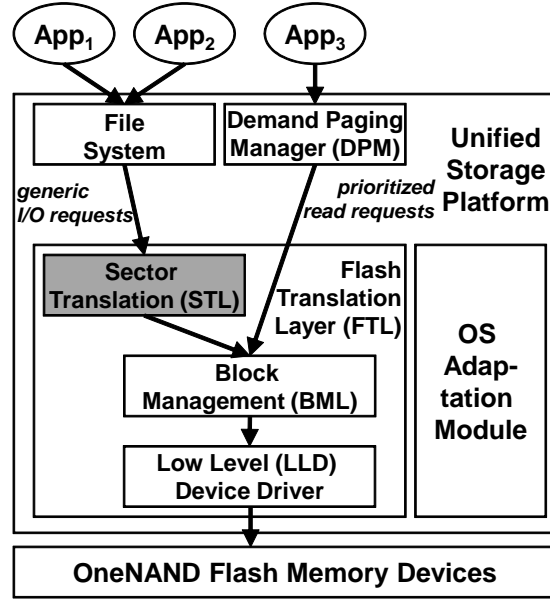 App1
App2
App3
File
System
Demand Paging
Manager (DPM)
Unified
Storage
Platform
generic
I/O requests
prioritized
read requests
Sector
Translation (STL)
Flash
Translation
Layer (FTL)
Block
Management (BML)
Low Level (LLD)
Device Driver
OS
Adap-
tation
Module
OneNAND Flash Memory Devices